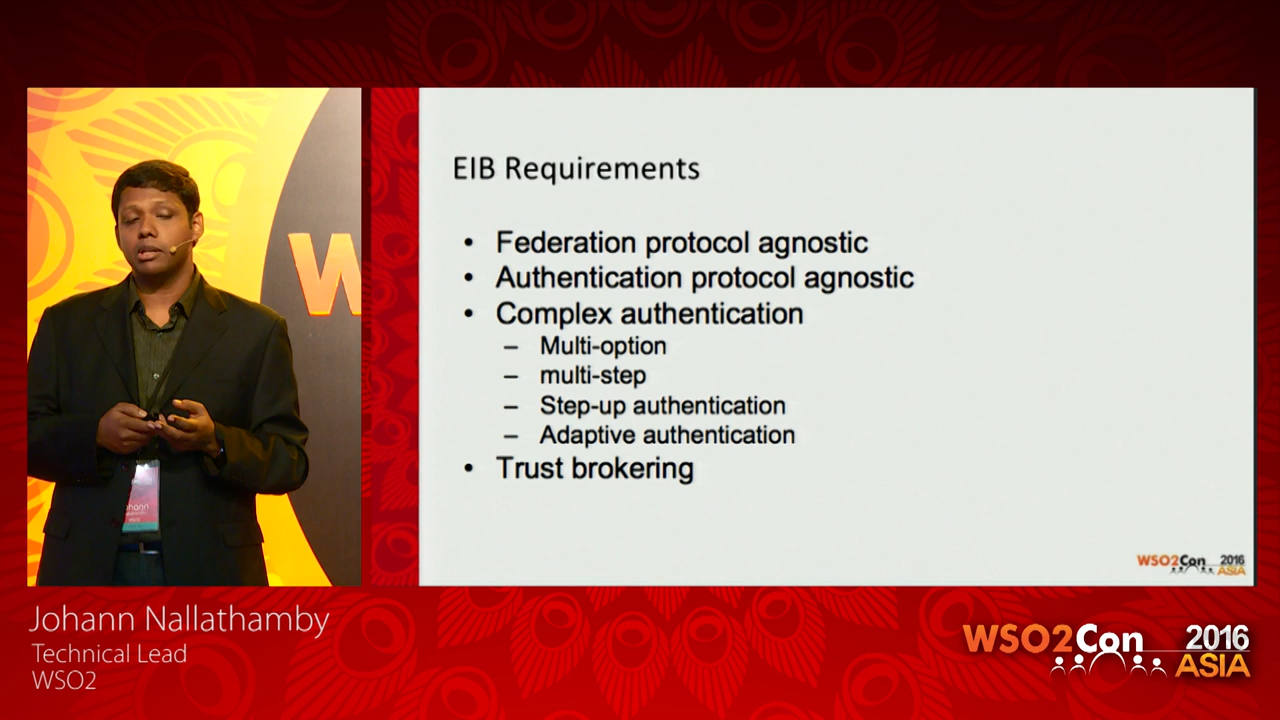 W
ohann
EIB Requirements
• Federation protocol agnostic
• Authentication protocol agnostic
• Complex authentication
– Multi-option
– multi-step
– Step-up authentication
– Adaptive authentication
• Trust brokering
WSO2Con 2016
ASIA
Johann Nallathamby
Technical Lead
WSO2
WSO2Con 2016
ASIA